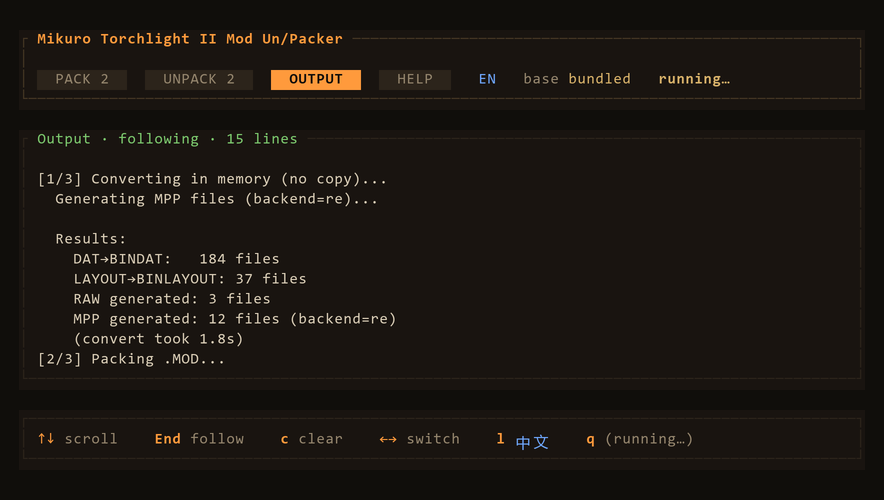 Mikuro Torchlight II Mod Un/Packer
PACK 2 UNPACK 2 OUTPUT HELP EN base bundled running…
Output · following · 15 lines
[1/3] Converting in memory (no copy)...
Generating MPP files (backend=re)...
Results:
DAT→BINDAT: 184 files
LAYOUT→BINLAYOUT: 37 files
RAW generated: 3 files
MPP generated: 12 files (backend=re)
(convert took 1.8s)
[2/3] Packing .MOD...
↑↓ scroll End follow c clear ←→ switch l 中文 q (running…)